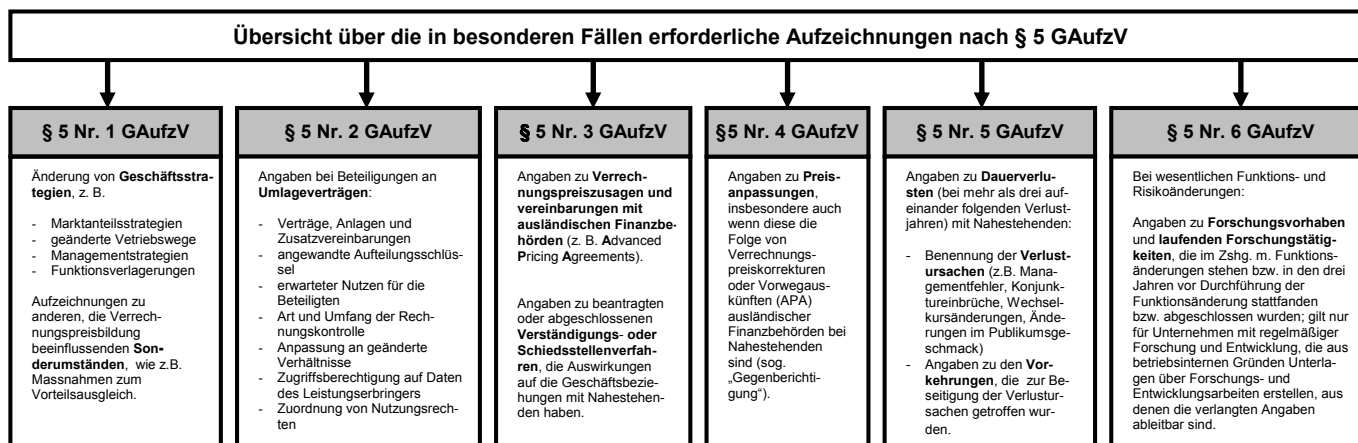 Übersicht über die in besonderen Fällen erforderliche Aufzeichnungen nach § 5 GAufzV
§ 5 Nr. 1 GAufzV
Änderung von Geschäftsstra-
tegien, z. B.
- Marktanteilsstrategien
- geänderte Vetriebswege
- Managementstrategien
- Funktionsverlagerungen
Aufzeichnungen zu
anderen, die Verrech-
nungspreisbildung
beeinflussenden Son-
derumständen, wie z.B.
Massnahmen zum
Vorteilsausgleich.
§ 5 Nr. 2 GAufzV
Angaben bei Beteiligungen an
Umlageverträgen:
- Verträge, Anlagen und
Zusatzvereinbarungen
- angewandte Aufteilungsschlüs-
sel
- erwarteter Nutzen für die
Beteiligten
- Art und Umfang der Rech-
nungskontrolle
- Anpassung an geänderte
Verhältnisse
- Zugriffsberechtigung auf Daten
des Leistungserbringers
- Zuordnung von Nutzungsrech-
ten
§ 5 Nr. 3 GAufzV
Angaben zu Verrech-
nungspreiszusagen und
vereinbarungen mit
ausländischen Finanzbe-
hörden (z. B. Advanced
Pricing Agreements).
Angaben zu beantragten
oder abgeschlossenen
Verständigungs- oder
Schiedsstellenverfah-
ren, die Auswirkungen
auf die Geschäftsbezie-
hungen mit Nahestehen-
den haben.
§5 Nr. 4 GAufzV
Angaben zu Preis-
anpassungen,
insbesondere auch
wenn diese die
Folge von
Verrechnungs-
preiskorrekturen
oder Vorwegaus-
künften (APA)
ausländischer
Finanzbehörden bei
Nahestehenden
sind (sog.
„Gegenberichti-
gung“).
§ 5 Nr. 5 GAufzV
Angaben zu Dauerverlu-
sten (bei mehr als drei auf-
einander folgenden Verlust-
jahren) mit Nahestehenden:
- Benennung der Verlust-
ursachen (z.B. Mana-
gementfehler, Konjunk-
tureinbrüche, Wechsel-
kursänderungen, Ände-
rungen im Publikumsge-
schmack)
- Angaben zu den Vor-
kehrungen, die zur Be-
seitigung der Verlustur-
sachen getroffen wur-
den.
§ 5 Nr. 6 GAufzV
Bei wesentlichen Funktions- und
Risikoänderungen:
Angaben zu Forschungsvorhaben
und laufenden Forschungstätig-
keiten, die im Zshg. m. Funktions-
änderungen stehen bzw. in den drei
Jahren vor Durchführung der
Funktionsänderung stattfanden
bzw. abgeschlossen wurden; gilt nur
für Unternehmen mit regelmäßiger
Forschung und Entwicklung, die aus
betriebsinternen Gründen Unterla-
gen über Forschungs- und
Entwicklungsarbeiten erstellen, aus
denen die verlangten Angaben
ableitbar sind.